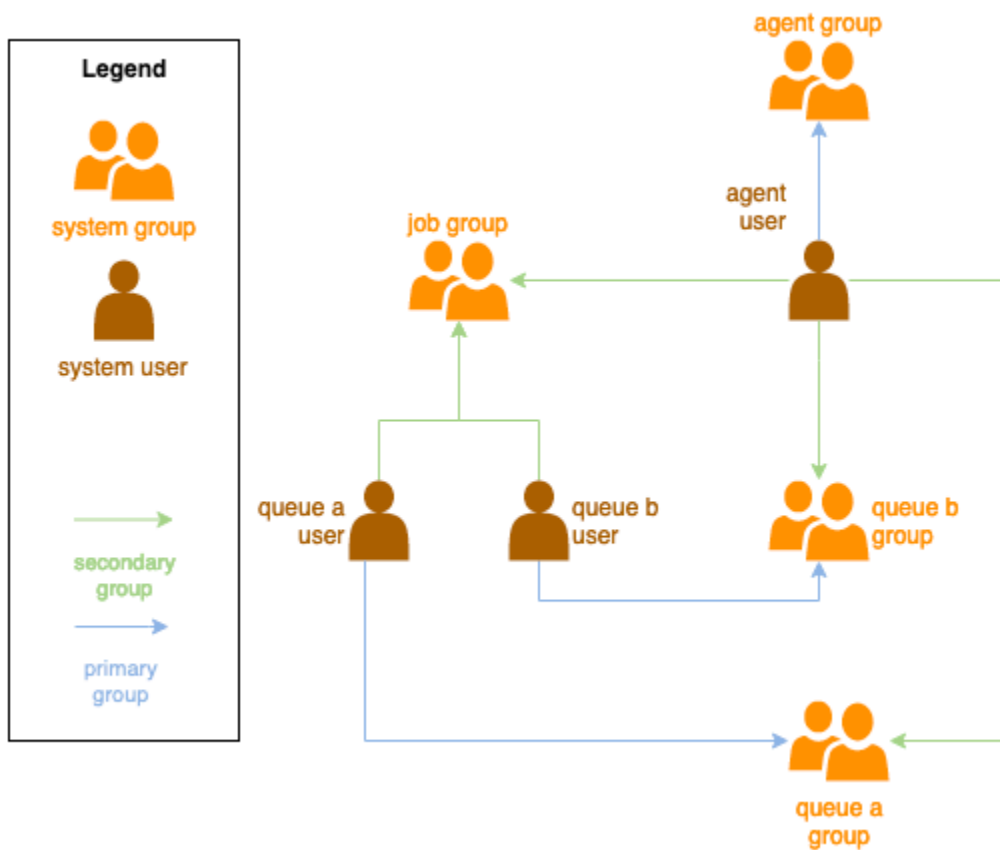 Legend
system group
system user
secondary
group
primary
group
agent group
agent
user
job group
queue a
user
queue b
user
queue b
group
queue a
group